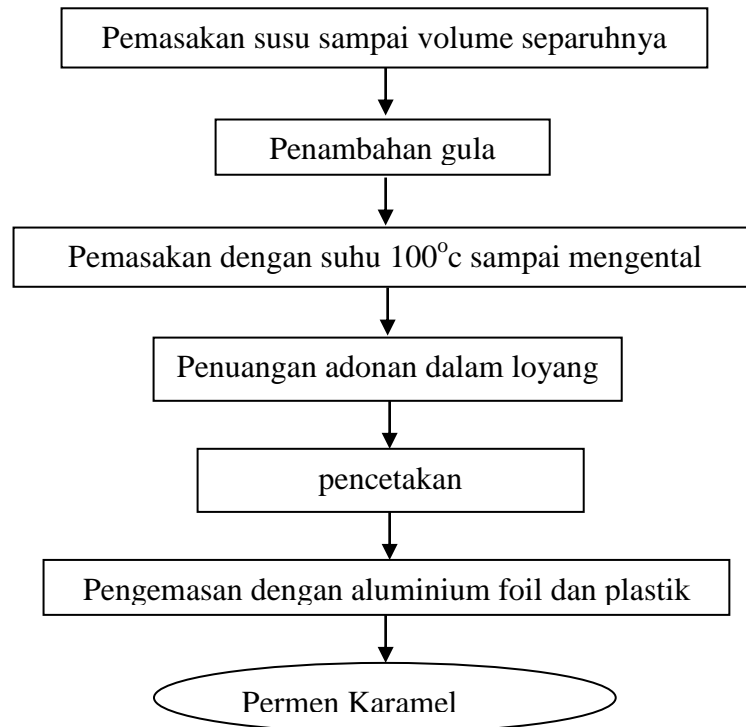 Pemasakan susu sampai volume separuhnya
Penambahan gula
Pemasakan dengan suhu 100°c sampai mengental
Penuangan adonan dalam loyang
pencetakan
Pengemasan dengan aluminium foil dan plastik
Permen Karamel